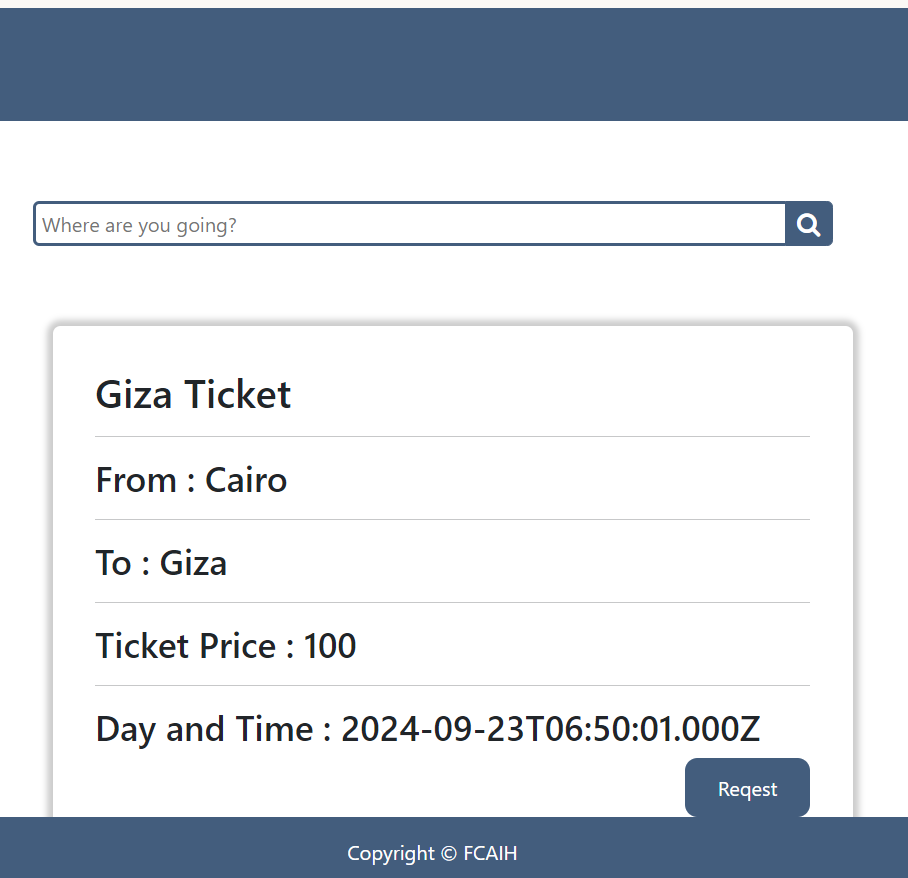 Where are you going?
Giza Ticket
From : Cairo
To : Giza
Ticket Price : 100
Day and Time : 2024-09-23T06:50:01.000Z
Reqest
Copyright © FCAIH